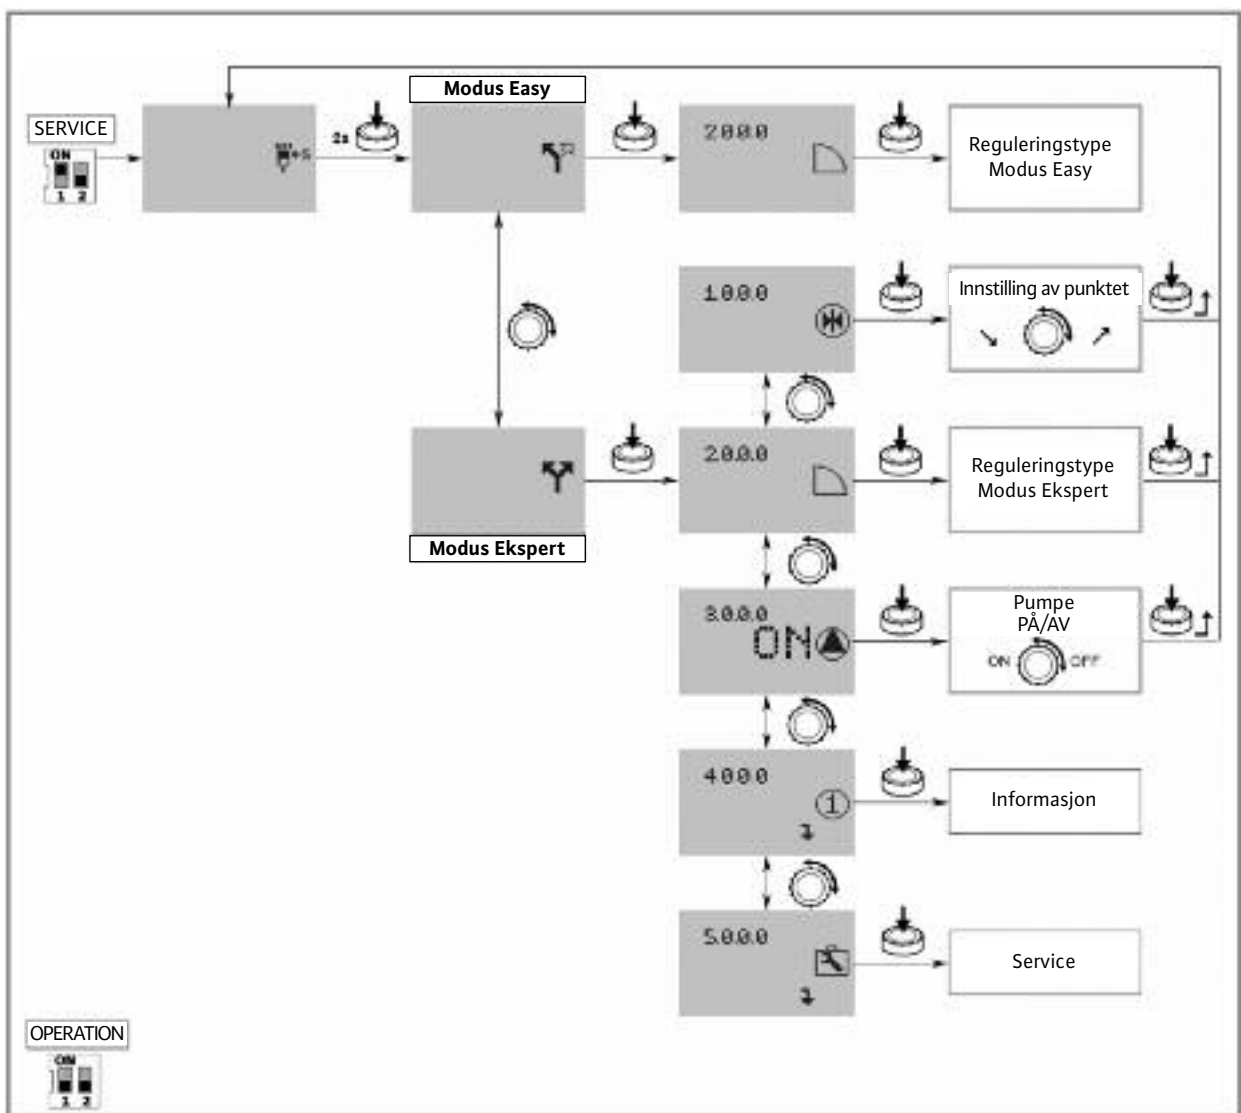 Modus Easy
SERVICE
ON
1 2
+S
2s
2.0.0.0
Reguleringstype
Modus Easy
1.0.0.0
Innstilling av punktet
Modus Ekspert
2.0.0.0
Reguleringstype
Modus Ekspert
3.0.0.0
ON
Pumpe
PÅ/AV
ON OFF
4.0.0.0
i
Informasjon
5.0.0.0
Service
OPERATION
ON
1 2